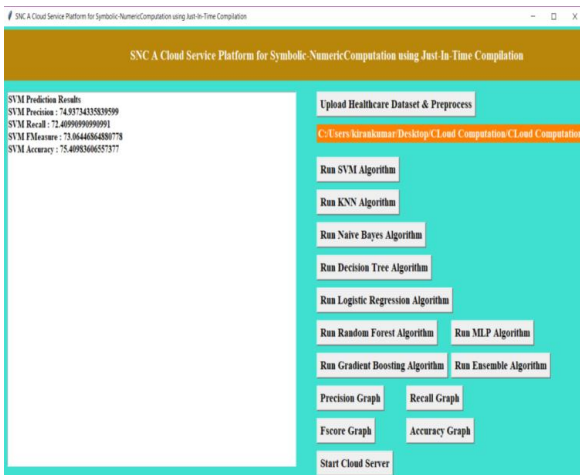 SNC A Cloud Service Platform for Symbolic-NumericComputation using Just-In-Time Compilation
SNC A Cloud Service Platform for Symbolic-NumericComputation using Just-In-Time Compilation
SVM Prediction Results
SVM Precision : 74.93734335839599
SVM Recall : 72.40990990990991
SVM FMeasure : 73.06446864880778
SVM Accuracy : 75.40983606557377
Upload Healthcare Dataset & Preprocess
C:/Users/kirankumar/Desktop/CLoud Computation/CLoud Computation
Run SVM Algorithm
Run KNN Algorithm
Run Naive Bayes Algorithm
Run Decision Tree Algorithm
Run Logistic Regression Algorithm
Run Random Forest Algorithm Run MLP Algorithm
Run Gradient Boosting Algorithm Run Ensemble Algorithm
Precision Graph Recall Graph
Fscore Graph Accuracy Graph
Start Cloud Server